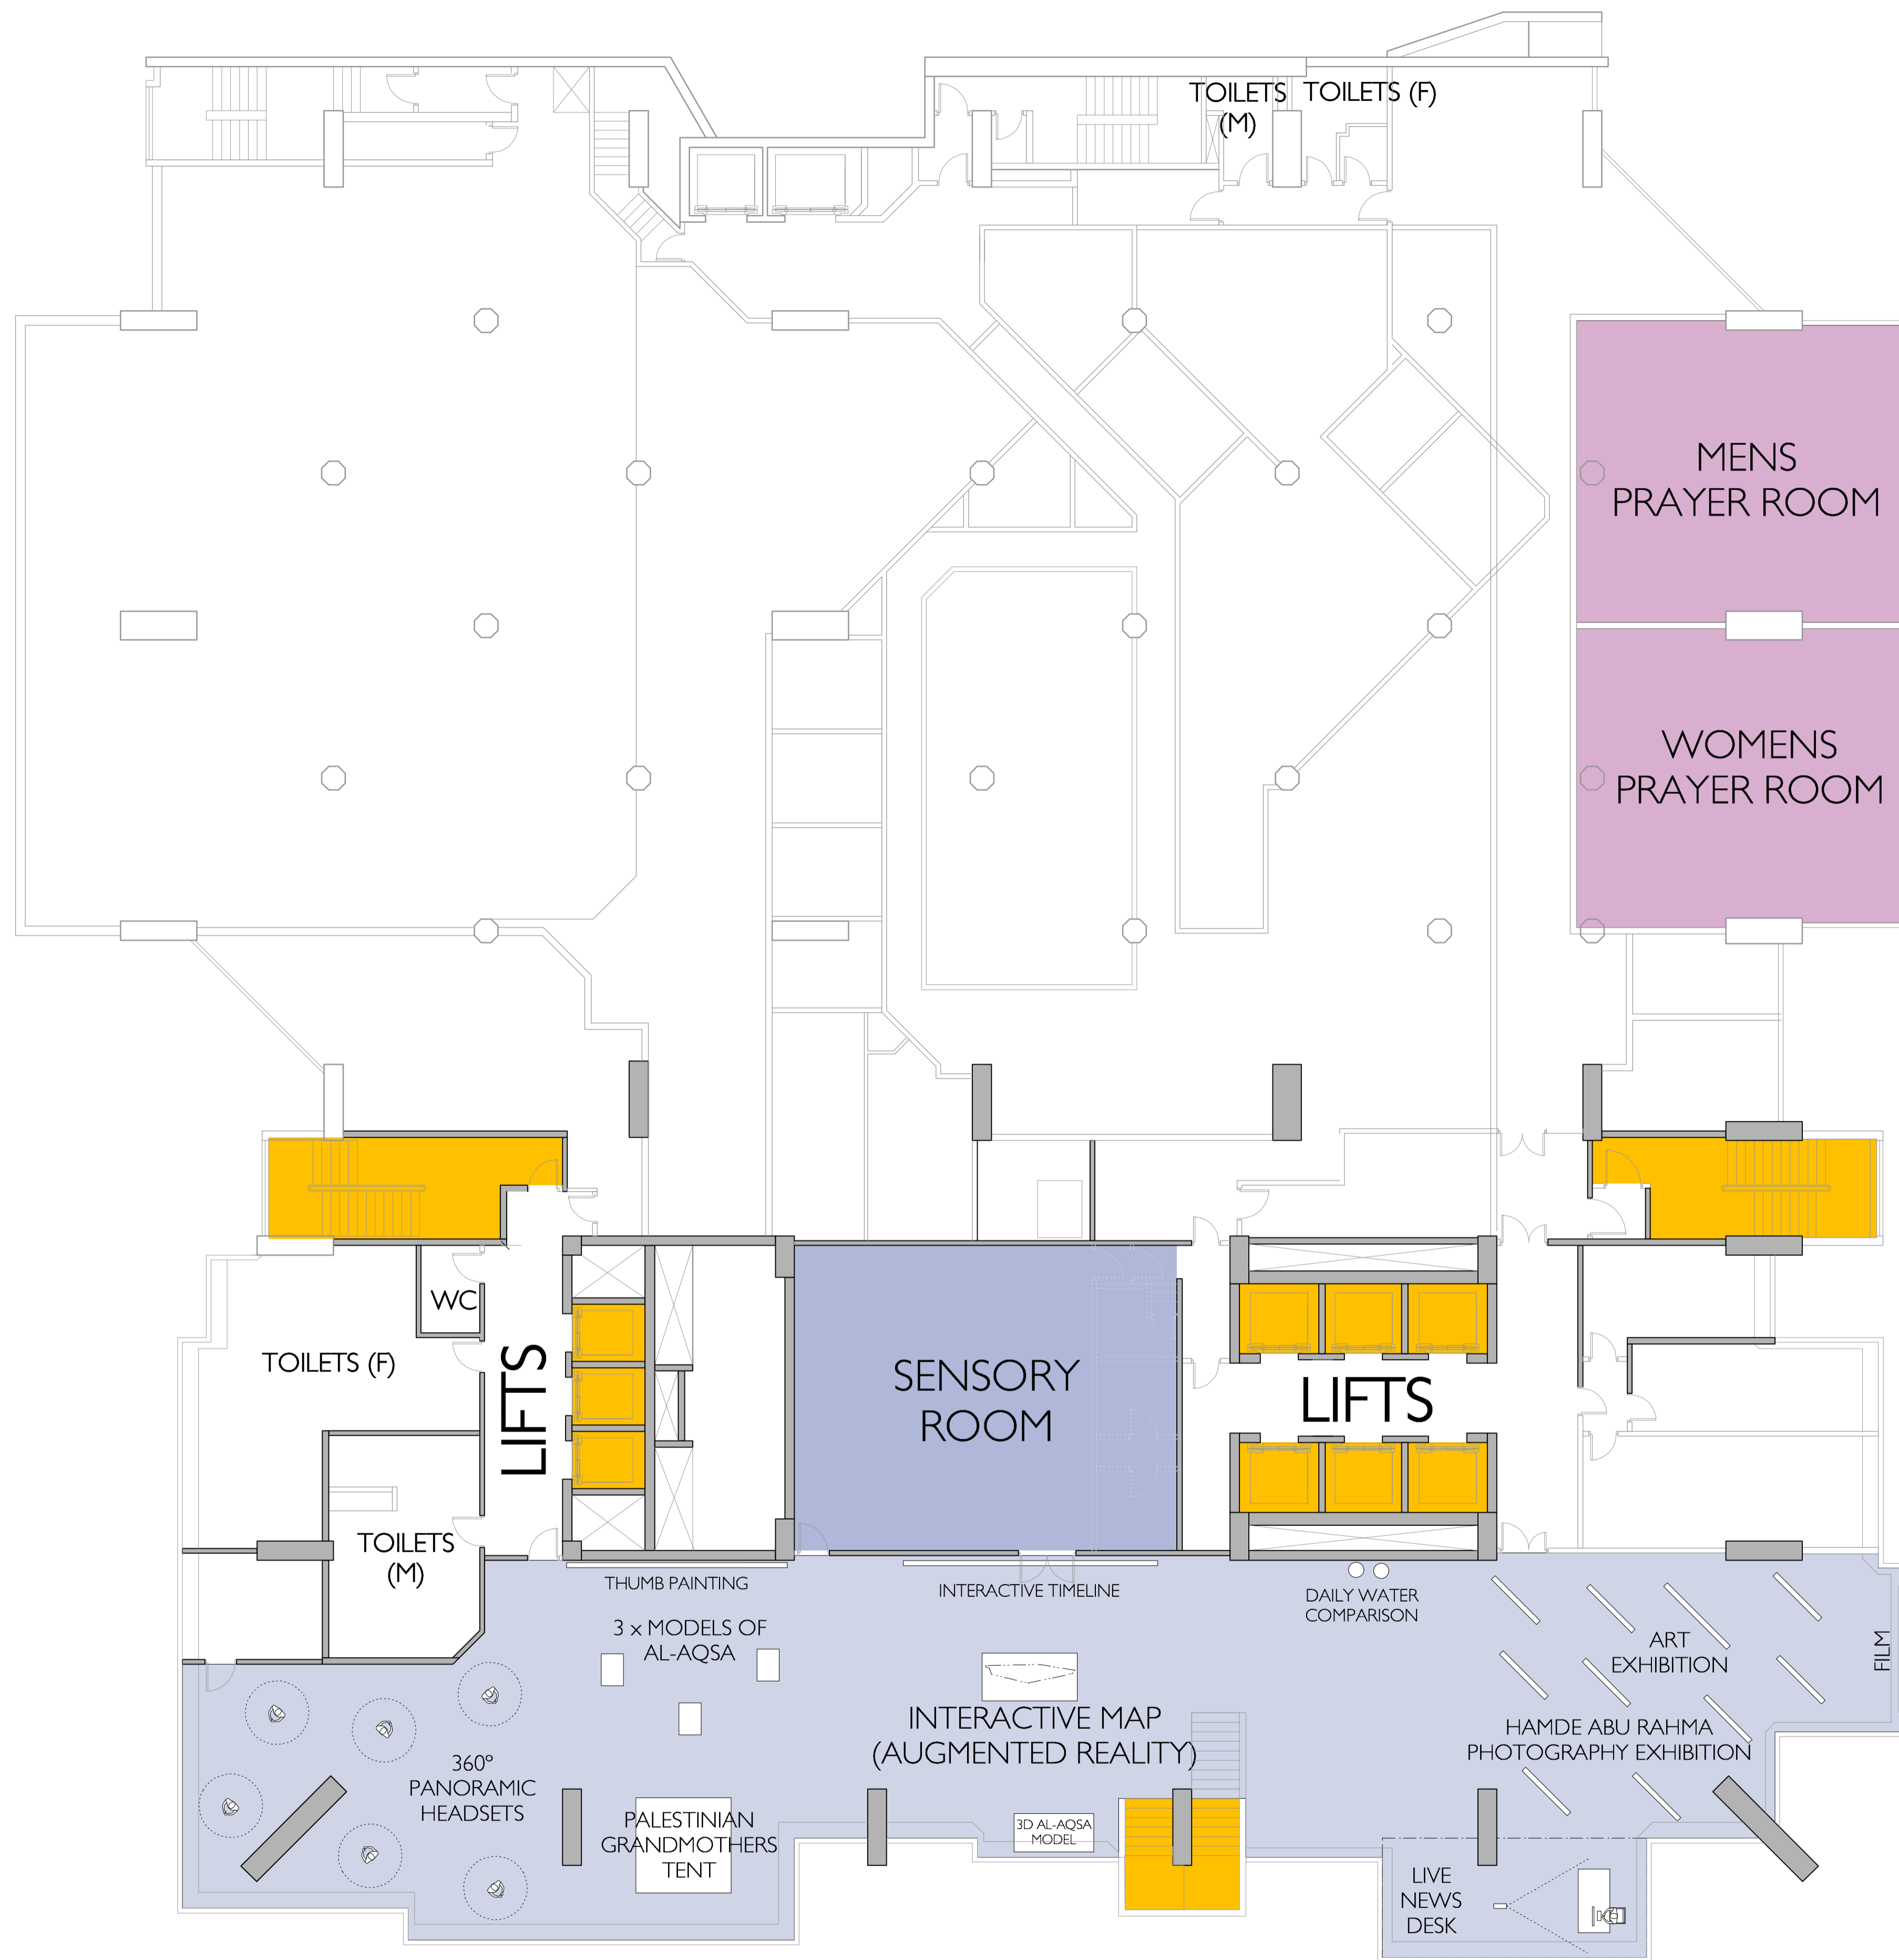 TOILETS
(M)
TOILETS (F)
MENS
PRAYER ROOM
WOMENS
PRAYER ROOM
WC
TOILETS (F)
LIFTS
SENSORY
ROOM
LIFTS
TOILETS
(M)
THUMB PAINTING
INTERACTIVE TIMELINE
DAILY WATER
COMPARISON
3 x MODELS OF
AL-AQSA
ART
EXHIBITION
FILM
INTERACTIVE MAP
(AUGMENTED REALITY)
HAMDE ABU RAHMA
PHOTOGRAPHY EXHIBITION
360º
PANORAMIC
HEADSETS
PALESTINIAN
GRANDMOTHERS
TENT
3D AL-AQSA
MODEL
LIVE
NEWS
DESK